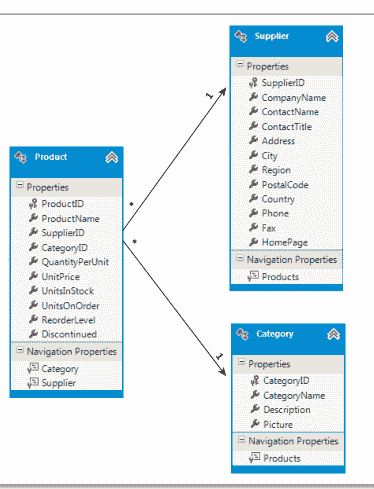 Supplier
Properties
SupplierID
CompanyName
ContactName
ContactTitle
Address
City
Region
PostalCode
Country
Phone
Fax
HomePage
Navigation Properties
Products
1
Product
Properties
ProductID
ProductName
SupplierID
CategoryID
QuantityPerUnit
UnitPrice
UnitsInStock
UnitsOnOrder
ReorderLevel
Discontinued
Navigation Properties
Category
Supplier
*
*
1
Category
Properties
CategoryID
CategoryName
Description
Picture
Navigation Properties
Products